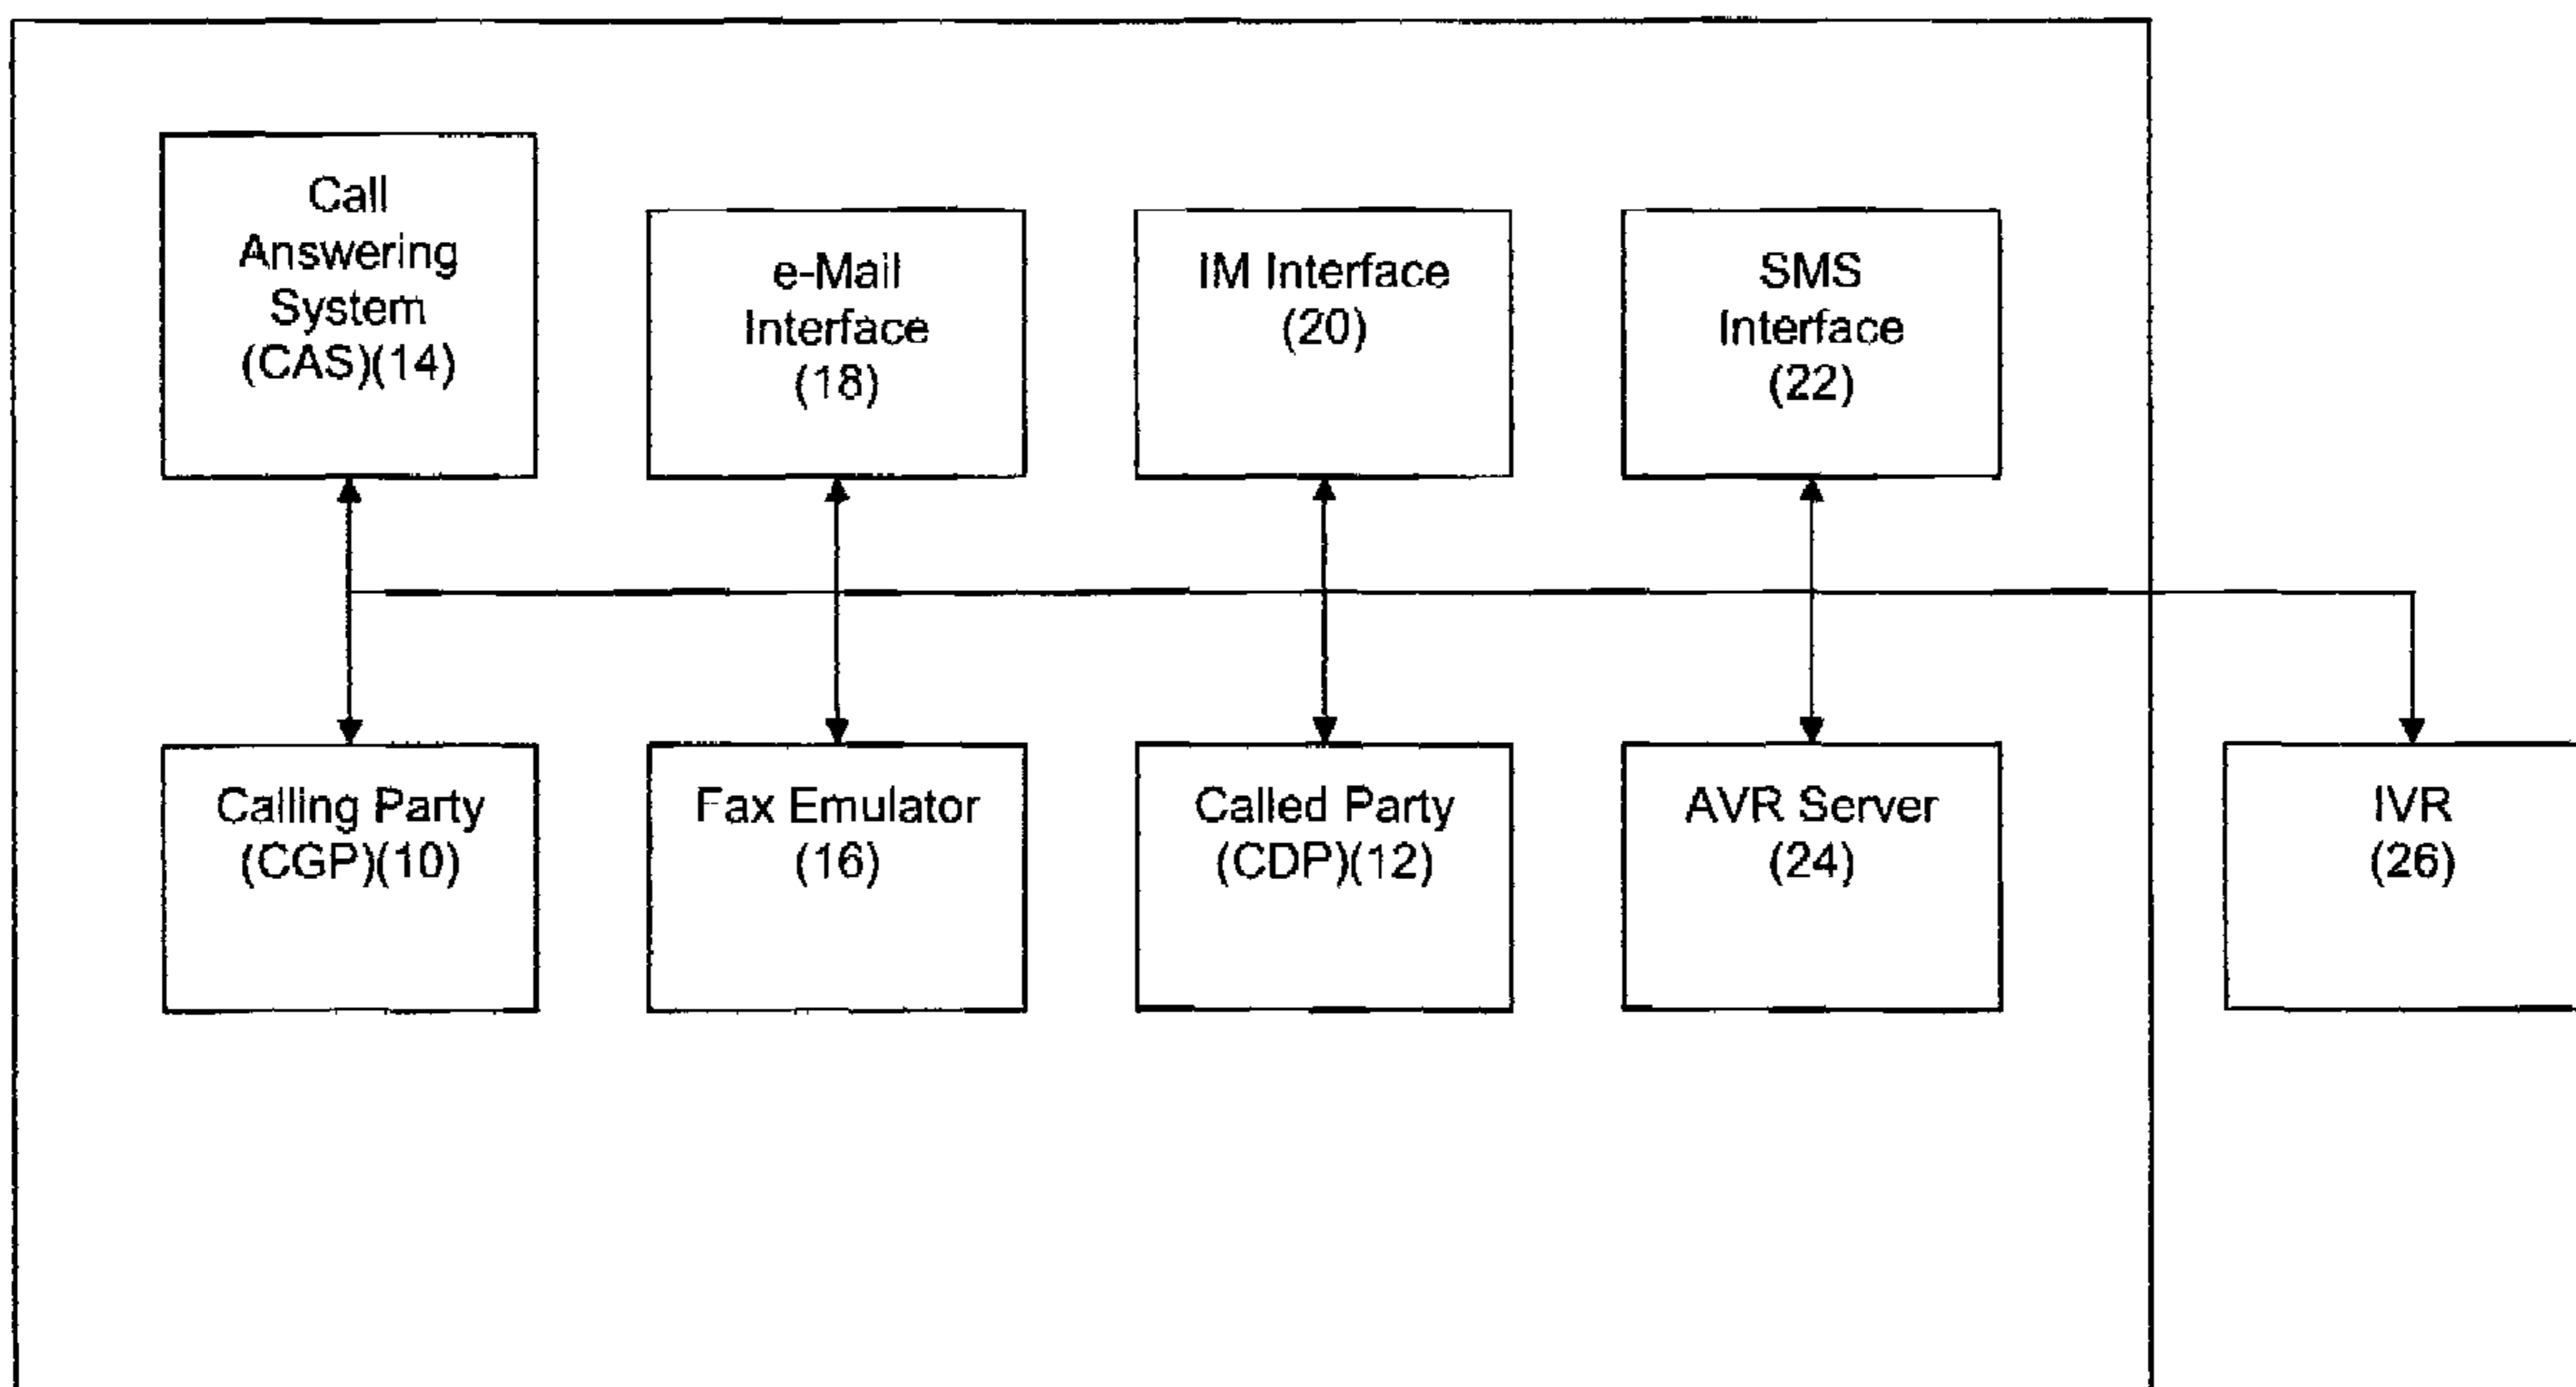 Call
Answering
System
(CAS)(14)
e-Mail
Interface
(18)
IM Interface
(20)
SMS
Interface
(22)
Calling Party
(CGP)(10)
Fax Emulator
(16)
Called Party
(CDP)(12)
AVR Server
(24)
IVR
(26)